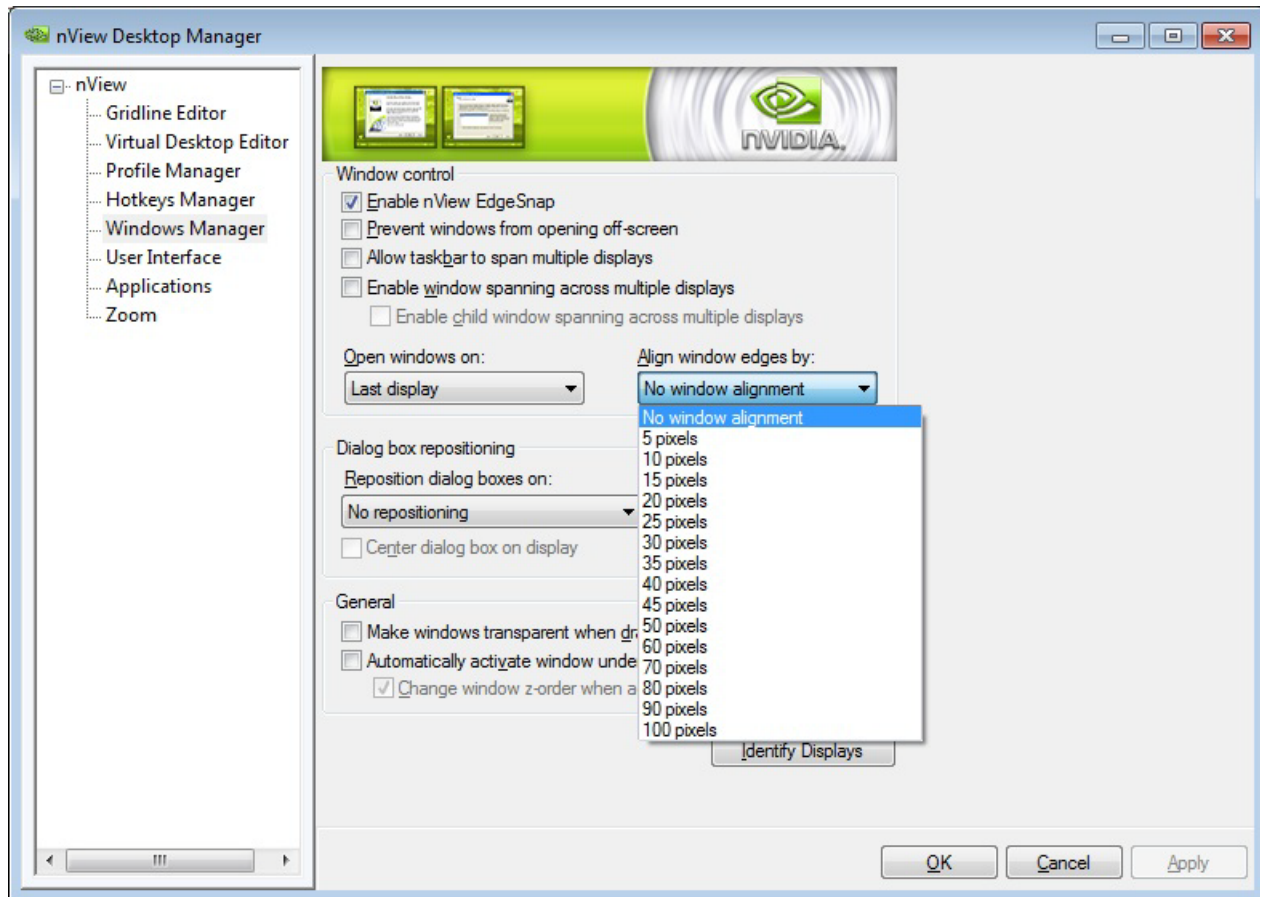 nView Desktop Manager
nView
Gridline Editor
Virtual Desktop Editor
Profile Manager
Hotkeys Manager
Windows Manager
User Interface
Applications
Zoom
NVIDIA.
Window control
Enable nView EdgeSnap
Prevent windows from opening off-screen
Allow taskbar to span multiple displays
Enable window spanning across multiple displays
Enable child window spanning across multiple displays
Open windows on:
Align window edges by:
Last display
No window alignment
No window alignment
5 pixels
10 pixels
15 pixels
20 pixels
25 pixels
30 pixels
35 pixels
40 pixels
45 pixels
50 pixels
60 pixels
70 pixels
80 pixels
90 pixels
100 pixels
Dialog box repositioning
Reposition dialog boxes on:
No repositioning
Center dialog box on display
General
Make windows transparent when
Automatically activate window
Change window z-order when
Identify Displays
OK
Cancel
Apply